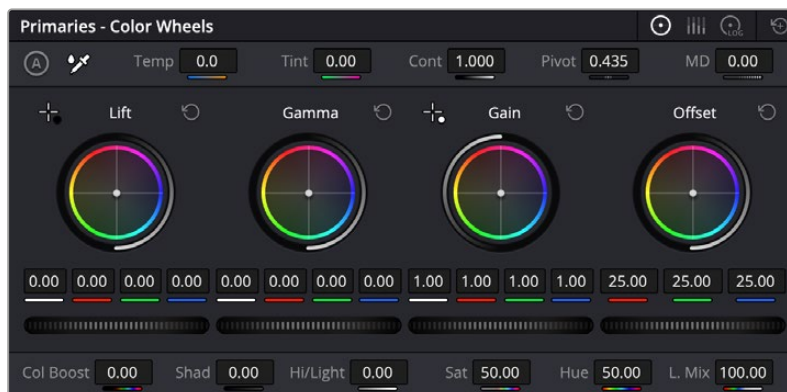 Primaries - Color Wheels
LOG
A Temp 0.0 Tint 0.00 Cont 1.000 Pivot 0.435 MD 0.00
Lift Gamma Gain Offset
0.00 0.00 0.00 0.00 0.00 0.00 0.00 0.00 1.00 1.00 1.00 1.00 25.00 25.00 25.00
Col Boost 0.00 Shad 0.00 Hi/Light 0.00 Sat 50.00 Hue 50.00 L. Mix 100.00